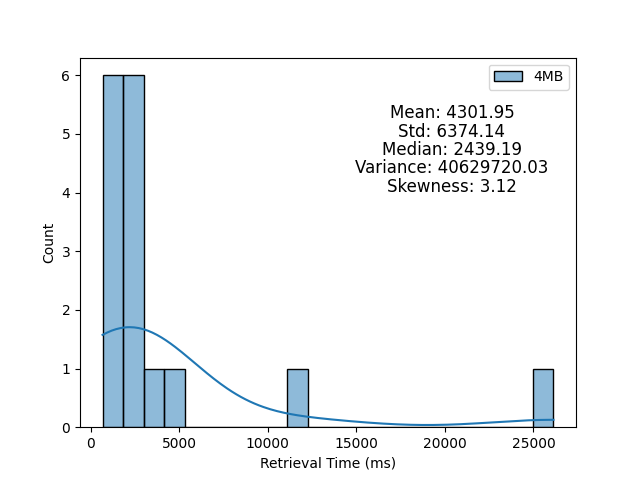 4MB
Mean: 4301.95
Std: 6374.14
Median: 2439.19
Variance: 40629720.03
Skewness: 3.12
Count
6
5
4
3
2
1
0
0 5000 10000 15000 20000 25000
Retrieval Time (ms)